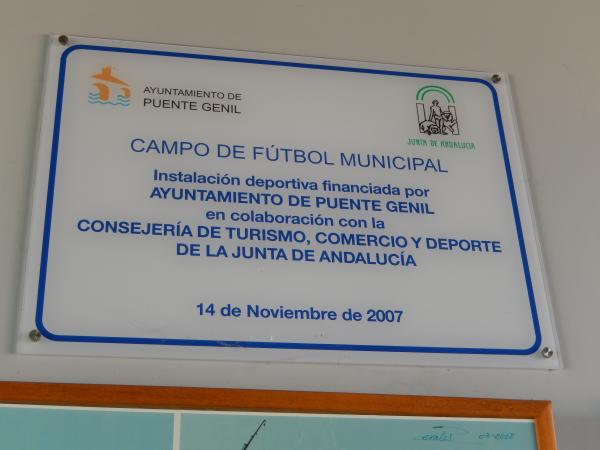 AYUNTAMIENTO DE
PUENTE GENIL
JUNTA DE ANDALUCIA
CAMPO DE FÚTBOL MUNICIPAL
Instalación deportiva financiada por
AYUNTAMIENTO DE PUENTE GENIL
en colaboración con la
CONSEJERÍA DE TURISMO, COMERCIO Y DEPORTE
DE LA JUNTA DE ANDALUCÍA
14 de Noviembre de 2007